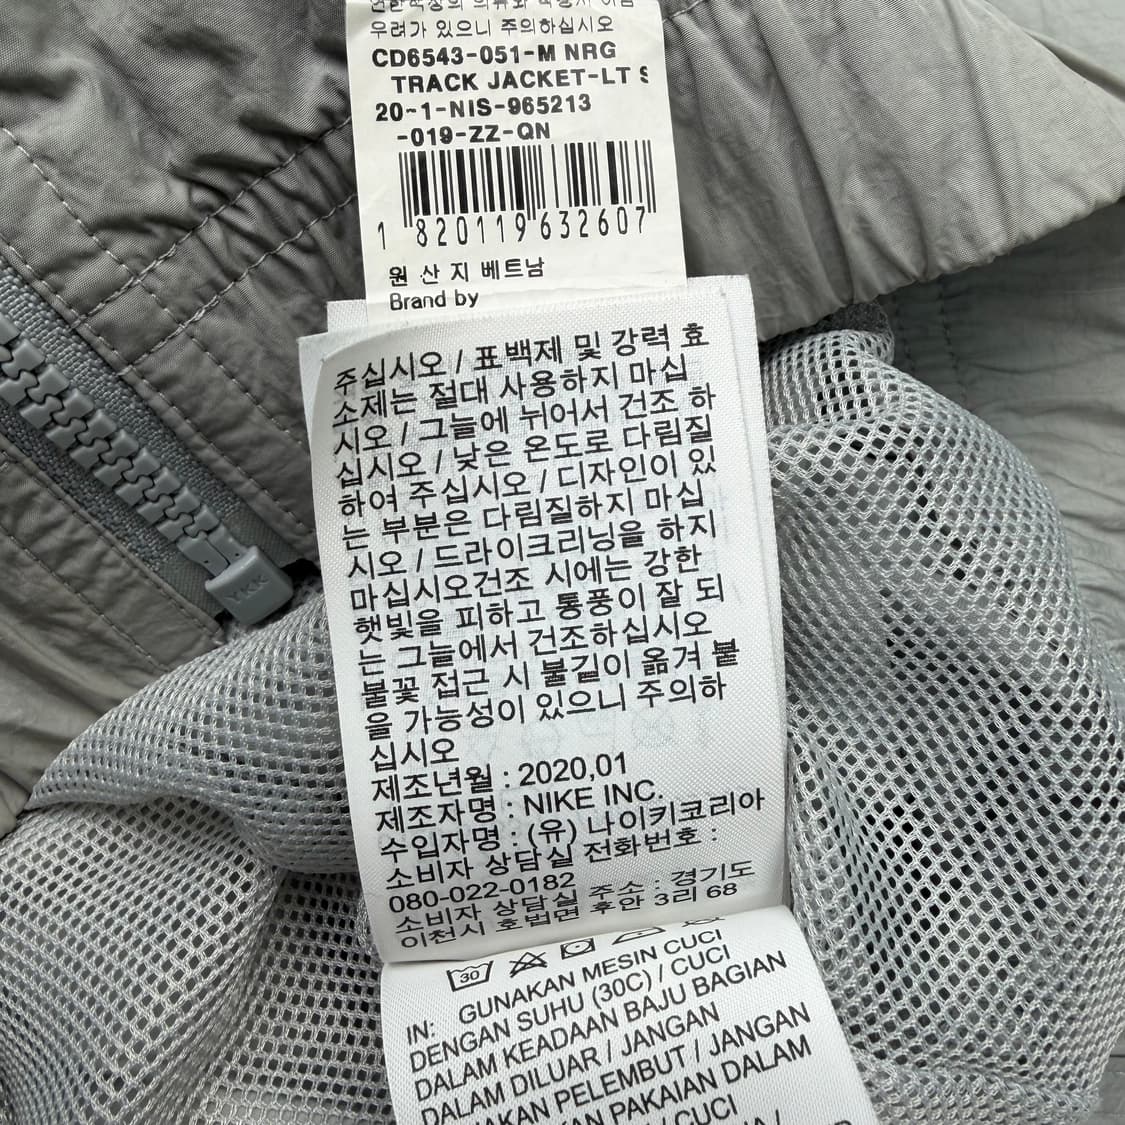 우려가 있으니 주의하십시오
CD6543-051-M NRG
TRACK JACKET-LT S
20~1-NIS-965213
-019-ZZ-QN
1 820119 632607
원 산 지 베트남
Brand by
주십시오 / 표백제 및 강력 효
소제는 절대 사용하지 마십
시오 / 그늘에 뉘어서 건조 하
십시오 / 낮은 온도로 다림질
하여 주십시오 / 디자인이 있
는 부분은 다림질하지 마십
시오 / 드라이크리닝을 하지
마십시오건조 시에는 강한
햇빛을 피하고 통풍이 잘 되
는 그늘에서 건조하십시오
불꽃 접근 시 불길이 옮겨 붙
을 가능성이 있으니 주의하
십시오
제조년월 : 2020,01
제조자명 : NIKE INC.
수입자명 : (유) 나이키코리아
소비자 상담실 전화번호 :
080-022-0182
소비자 상담실 주소 : 경기도
이천시 호법면 후안 3리 68
YKK
30
IN: GUNAKAN MESIN CUCI
DENGAN SUHU (30C) / CUCI
DALAM KEADAAN BAJU BAGIAN
DALAM DILUAR / JANGAN
PELEMBUT / JANGAN
PAKAIAN DALAM
/ CUCI